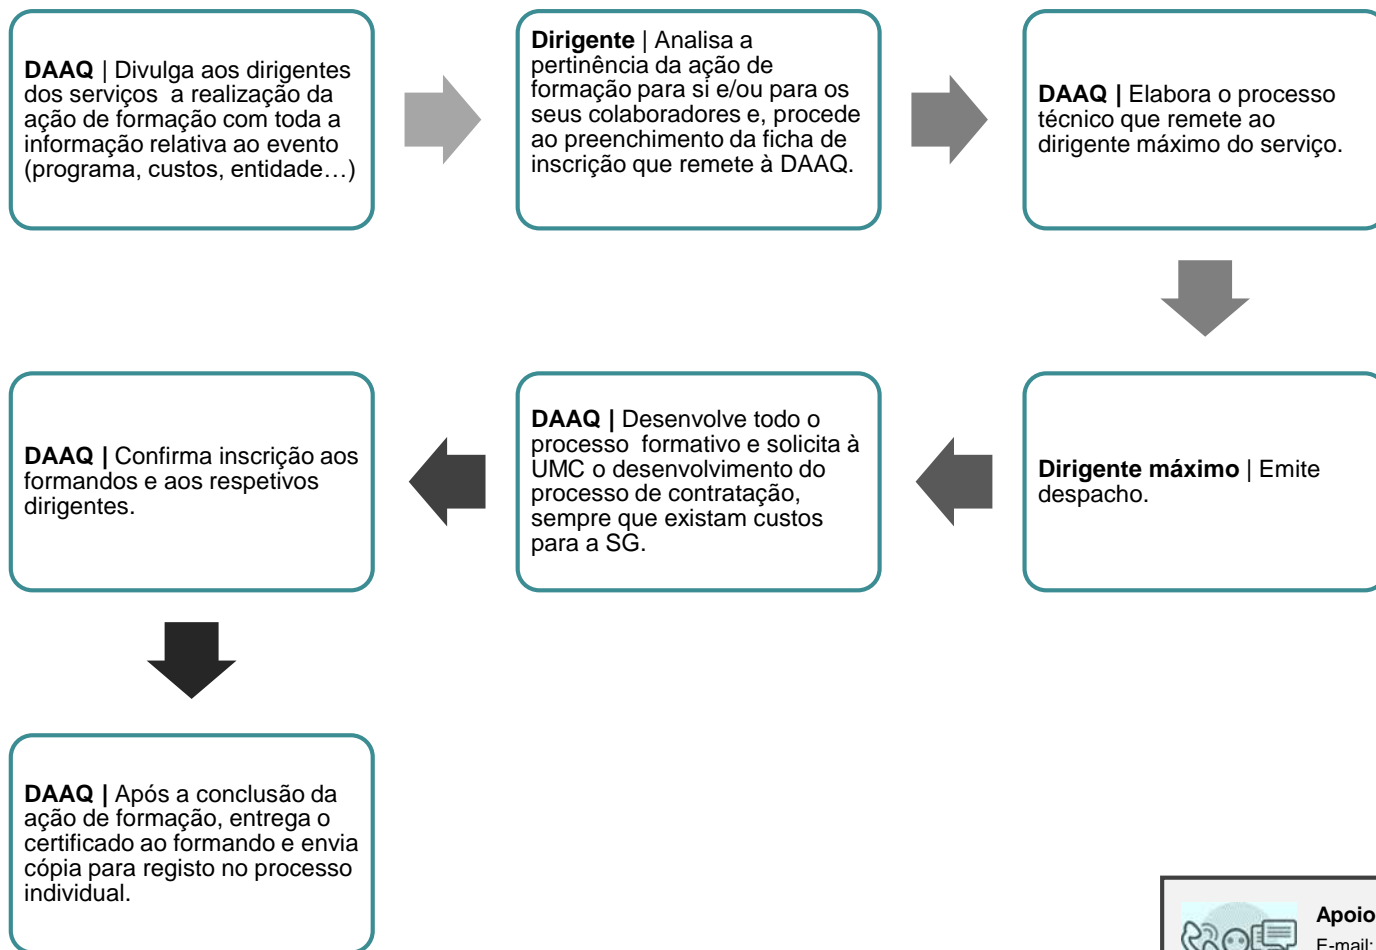 DAAQ | Divulga aos dirigentes
dos serviços a realização da
ação de formação com toda a
informação relativa ao evento
(programa, custos, entidade…)
Dirigente | Analisa a
pertinência da ação de
formação para si e/ou para os
seus colaboradores e, procede
ao preenchimento da ficha de
inscrição que remete à DAAQ.
DAAQ | Elabora o processo
técnico que remete ao
dirigente máximo do serviço.
Dirigente máximo | Emite
despacho.
DAAQ | Desenvolve todo o
processo formativo e solicita à
UMC o desenvolvimento do
processo de contratação,
sempre que existam custos
para a SG.
DAAQ | Confirma inscrição aos
formandos e aos respetivos
dirigentes.
DAAQ | Após a conclusão da
ação de formação, entrega o
certificado ao formando e envia
cópia para registo no processo
individual.
Apoio
E-mail: